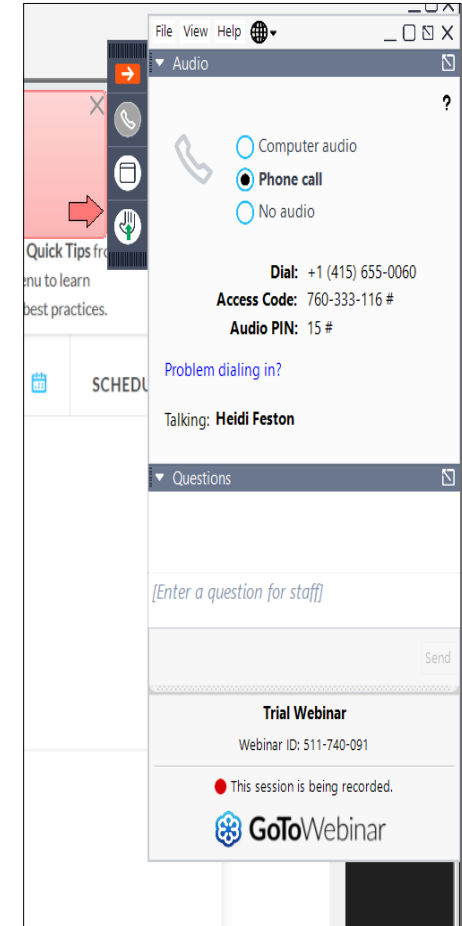 File View Help
Audio
?
Computer audio
Phone call
No audio
Quick Tips
nu to learn
best practices.
Dial: +1 (415) 655-0060
Access Code: 760-333-116 #
Audio PIN: 15 #
Problem dialing in?
SCHEDU
Talking: Heidi Feston
Questions
[Enter a question for staff]
Send
Trial Webinar
Webinar ID: 511-740-091
This session is being recorded.
GoToWebinar